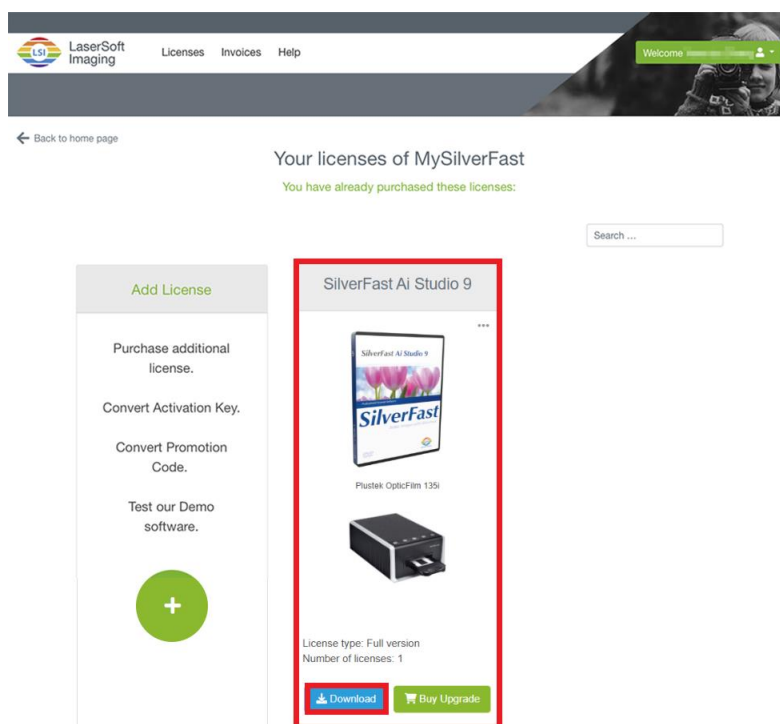 LSI
LaserSoft
Imaging
Licenses Invoices Help
Welcome
Back to home page
Your licenses of MySilverFast
You have already purchased these licenses:
Search ...
Add License
Purchase additional
license.
Convert Activation Key.
Convert Promotion
Code.
Test our Demo
software.
SilverFast Ai Studio 9
SilverFast Ai Studio 9
SilverFast
Plustek OpticFilm 135i
License type: Full version
Number of licenses: 1
Download
Buy Upgrade